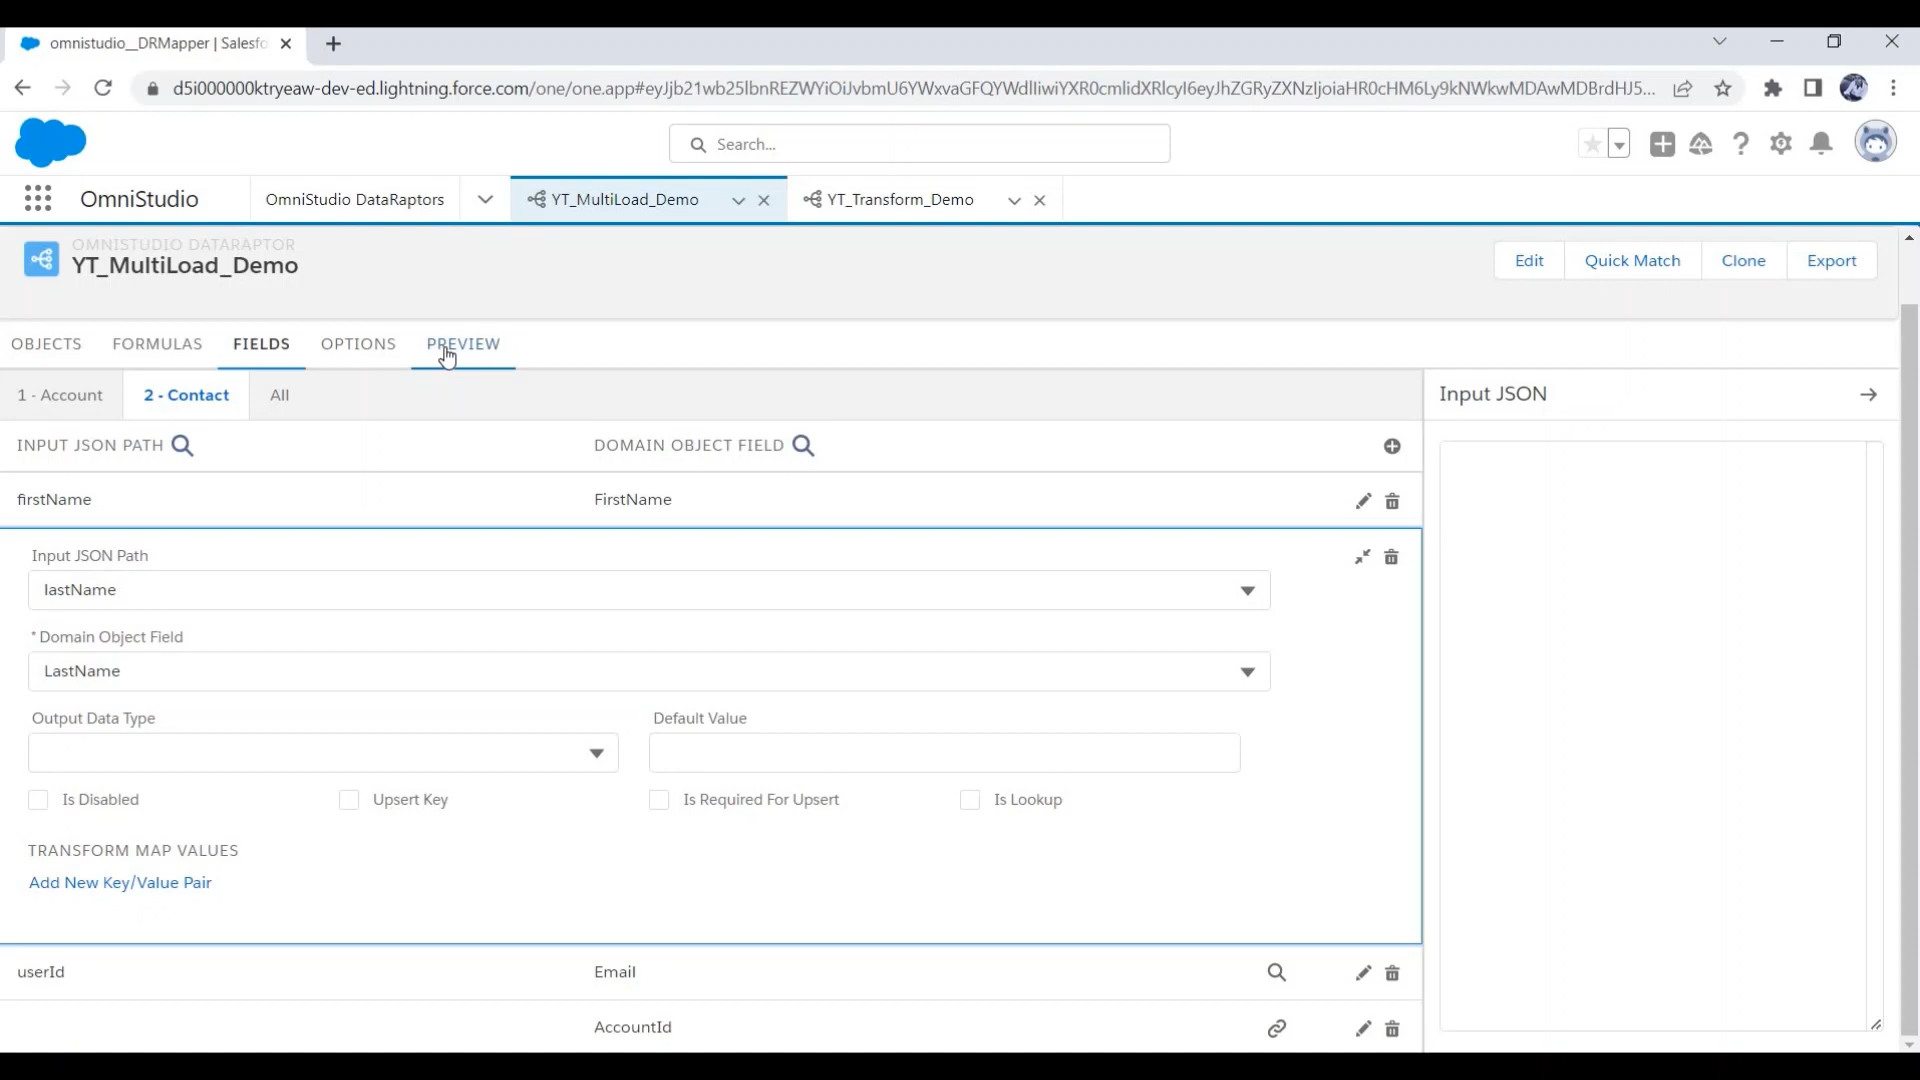 omnistudio__DRMapper | Salesfo
d5i000000ktryeaw-dev-ed.lightning.force.com/one/one.app#eyJjb21wb25lbnREZWYiOiJvbmU6YWxvaGFQYWdlIiwiYXR0cmlidXRlcyI6eyJhZGRyZXNzIjoiaHR0cHM6Ly9kNWkwMDAwMDBrdHJ5...
Search...
OmniStudio
OmniStudio DataRaptors
YT_MultiLoad_Demo
YT_Transform_Demo
OMNISTUDIO DATARAPTOR
YT_MultiLoad_Demo
Edit
Quick Match
Clone
Export
OBJECTS
FORMULAS
FIELDS
OPTIONS
PREVIEW
1 - Account
2 - Contact
All
Input JSON
INPUT JSON PATH
DOMAIN OBJECT FIELD
firstName
FirstName
Input JSON Path
lastName
* Domain Object Field
LastName
Output Data Type
Default Value
Is Disabled
Upsert Key
Is Required For Upsert
Is Lookup
TRANSFORM MAP VALUES
Add New Key/Value Pair
userId
Email
AccountId